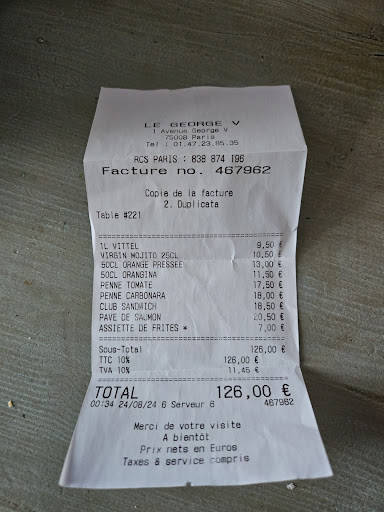 LE GEORGE V
1 Avenue George V
75008 Paris
Tel : 01.47.23.85.35
RCS PARIS : 838 874 196
Facture no. 467962
Copie de la facture
2. Duplicata
Table #221
1L VITTEL 9,50 €
VIRGIN MOJITO 25CL 10,50 €
50CL ORANGE PRESSEE 13,00 €
50CL ORANGINA 11,50 €
PENNE TOMATE 17,50 €
PENNE CARBONARA 18,00 €
CLUB SANDWICH 18,50 €
PAVE DE SAUMON 20,50 €
ASSIETTE DE FRITES * 7,00 €
Sous-Total 126,00 €
TTC 10% 126,00 €
TVA 10% 11,45 €
TOTAL 126,00 €
00:34 24/08/24 6 Serveur 6 467962
Merci de votre visite
A bientôt
Prix nets en Euros
Taxes & service compris